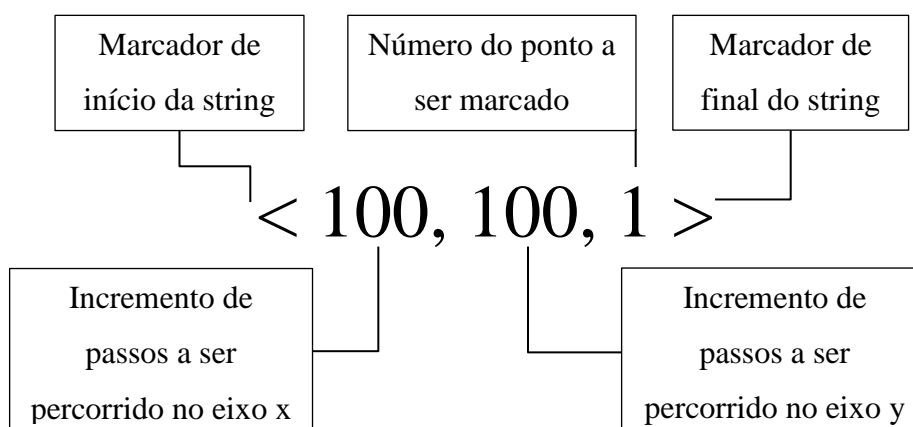 Marcador de
início da string
Número do ponto a
ser marcado
Marcador de
final do string
< 100, 100, 1 >
Incremento de
passos a ser
percorrido no eixo x
Incremento de
passos a ser
percorrido no eixo y